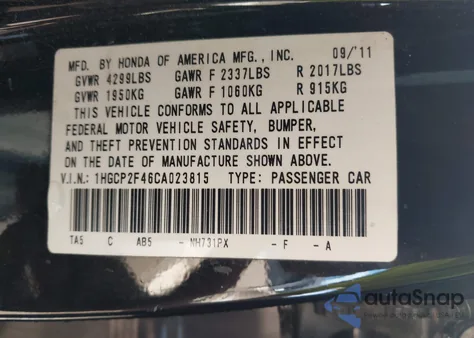 MFD. BY HONDA OF AMERICA MFG., INC. 09/11
GVWR 4299LBS GAWR F 2337LBS R 2017LBS
GVWR 1950KG GAWR F 1060KG R 915KG
THIS VEHICLE CONFORMS TO ALL APPLICABLE
FEDERAL MOTOR VEHICLE SAFETY, BUMPER,
AND THEFT PREVENTION STANDARDS IN EFFECT
ON THE DATE OF MANUFACTURE SHOWN ABOVE.
V.I.N.: 1HGCP2F46CA023815 TYPE: PASSENGER CAR
TA5 C AB5 - NH731PX - F - A
autaSnap